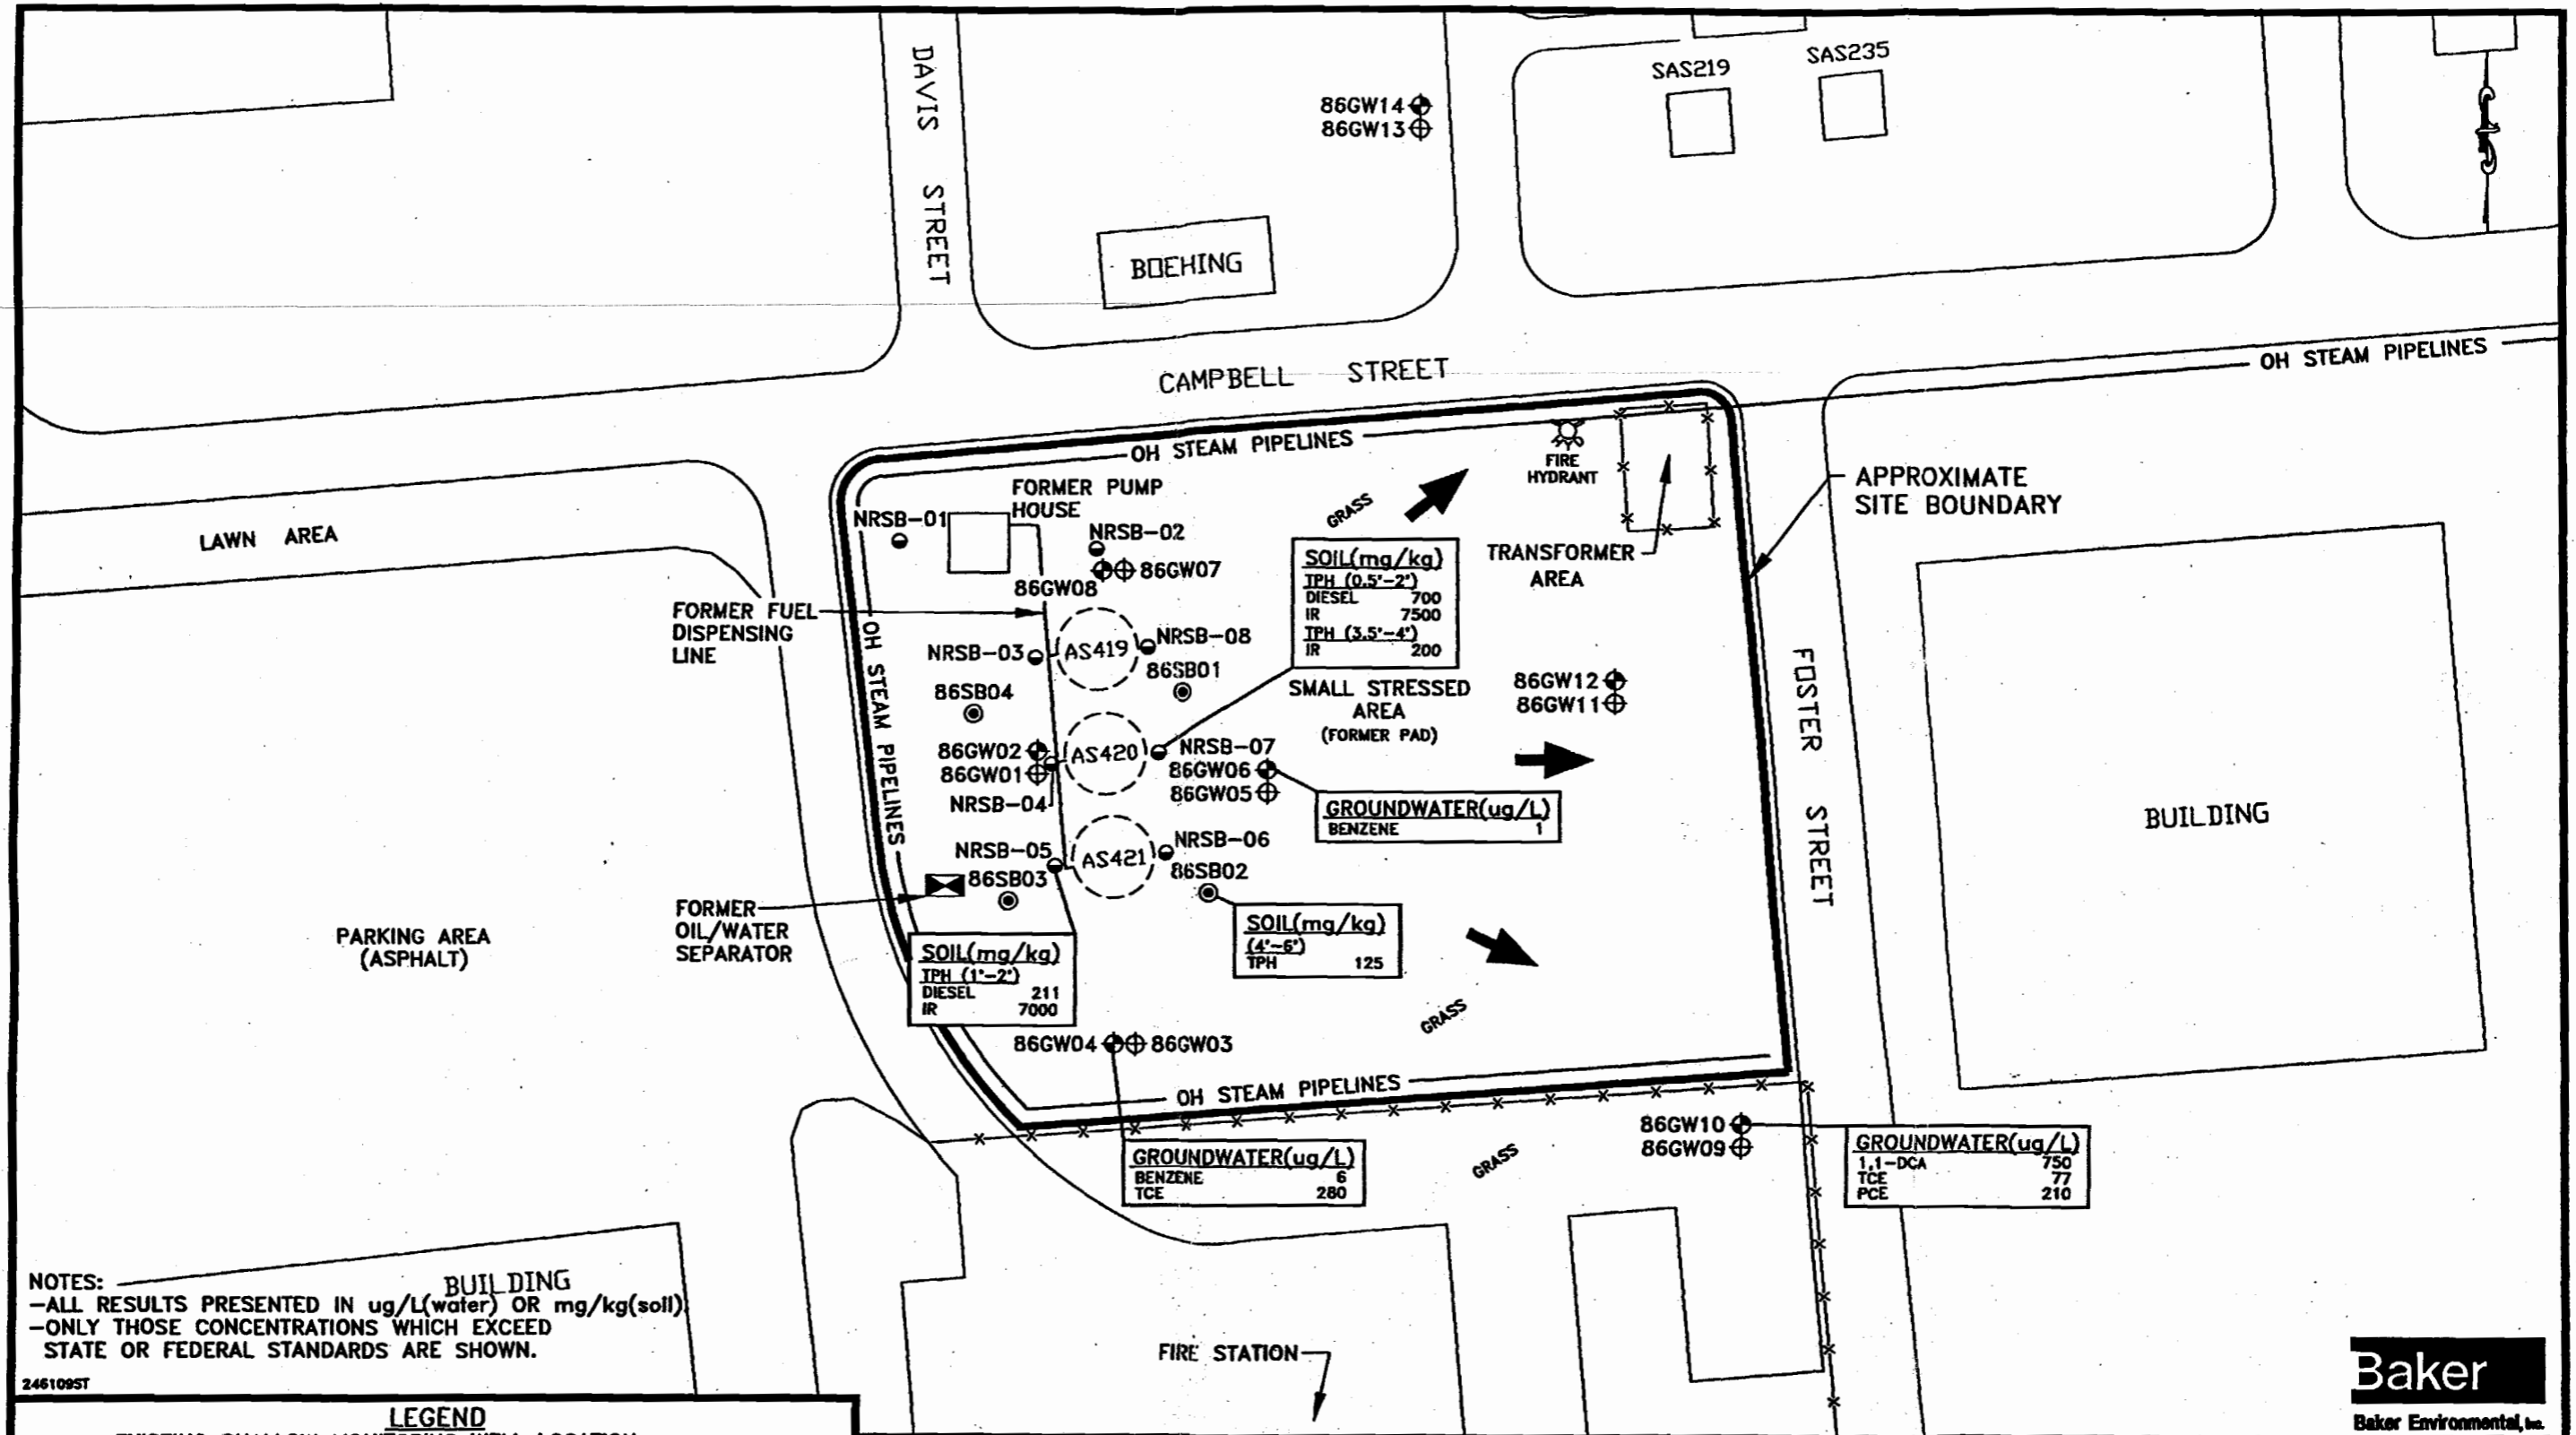 DAVIS STREET
SAS219
SAS235
86GW14
86GW13
BOEHING
CAMPBELL STREET
OH STEAM PIPELINES
OH STEAM PIPELINES
FORMER PUMP
HOUSE
NRSB-01
NRSB-02
86GW07
86GW08
GRASS
FIRE
HYDRANT
APPROXIMATE
SITE BOUNDARY
TRANSFORMER
AREA
LAWN AREA
FORMER FUEL
DISPENSING
LINE
OH STEAM PIPELINES
SOIL(mg/kg)
TPH (0.5'-2')
DIESEL 700
IR 7500
TPH (3.5'-4')
IR 200
NRSB-03
AS419
NRSB-08
86SB01
86SB04
SMALL STRESSED
AREA
(FORMER PAD)
86GW12
86GW11
FOSTER STREET
86GW02
86GW01
NRSB-04
AS420
NRSB-07
86GW06
86GW05
GROUNDWATER(ug/L)
BENZENE 1
BUILDING
NRSB-05
AS421
NRSB-06
86SB02
86SB03
FORMER
OIL/WATER
SEPARATOR
PARKING AREA
(ASPHALT)
SOIL(mg/kg)
(4'-6')
TPH 125
SOIL(mg/kg)
TPH (1'-2')
DIESEL 211
IR 7000
GRASS
86GW04
86GW03
OH STEAM PIPELINES
86GW10
86GW09
GRASS
GROUNDWATER(ug/L)
BENZENE 6
TCE 280
GROUNDWATER(ug/L)
1,1-DCA 750
TCE 77
PCE 210
BUILDING
NOTES:
-ALL RESULTS PRESENTED IN ug/L(water) OR mg/kg(soil)
-ONLY THOSE CONCENTRATIONS WHICH EXCEED
STATE OR FEDERAL STANDARDS ARE SHOWN.
246109ST
FIRE STATION
Baker
Baker Environmental, Inc.
LEGEND